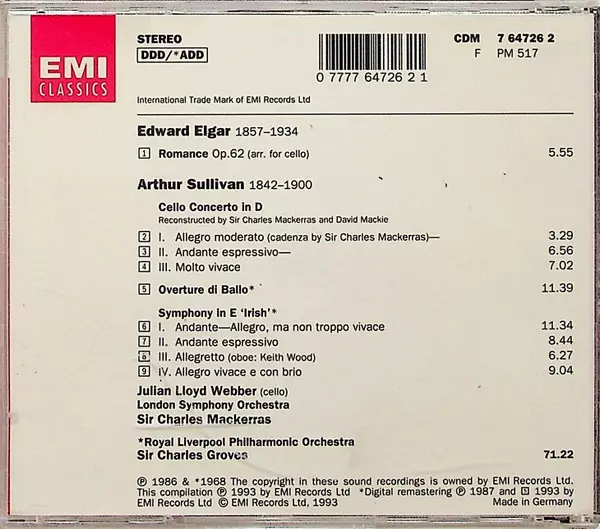 EMI
CLASSICS
STEREO
DDD/*ADD
0 7777 64726 2 1
CDM 7 64726 2
F PM 517
International Trade Mark of EMI Records Ltd
Edward Elgar 1857–1934
1 Romance Op.62 (arr. for cello) 5.55
Arthur Sullivan 1842–1900
Cello Concerto in D
Reconstructed by Sir Charles Mackerras and David Mackie
2 I. Allegro moderato (cadenza by Sir Charles Mackerras)— 3.29
3 II. Andante espressivo— 6.56
4 III. Molto vivace 7.02
5 Overture di Ballo* 11.39
Symphony in E ‘Irish’*
6 I. Andante—Allegro, ma non troppo vivace 11.34
7 II. Andante espressivo 8.44
8 III. Allegretto (oboe: Keith Wood) 6.27
9 IV. Allegro vivace e con brio 9.04
Julian Lloyd Webber (cello)
London Symphony Orchestra
Sir Charles Mackerras
*Royal Liverpool Philharmonic Orchestra
Sir Charles Groves 71.22
℗ 1986 & *1968 The copyright in these sound recordings is owned by EMI Records Ltd.
This compilation ℗ 1993 by EMI Records Ltd *Digital remastering ℗ 1987 and 5 1993 by
EMI Records Ltd © EMI Records Ltd, 1993 Made in Germany